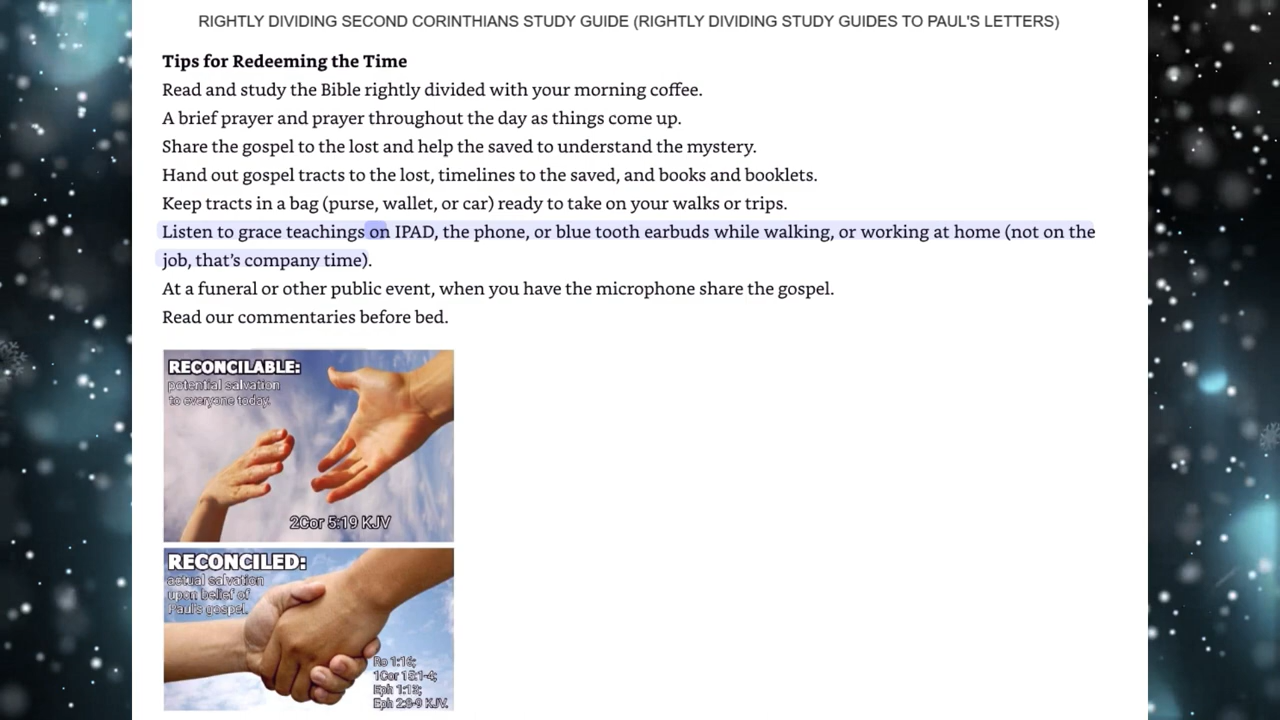 RIGHTLY DIVIDING SECOND CORINTHIANS STUDY GUIDE (RIGHTLY DIVIDING STUDY GUIDES TO PAUL'S LETTERS)
Tips for Redeeming the Time
Read and study the Bible rightly divided with your morning coffee.
A brief prayer and prayer throughout the day as things come up.
Share the gospel to the lost and help the saved to understand the mystery.
Hand out gospel tracts to the lost, timelines to the saved, and books and booklets.
Keep tracts in a bag (purse, wallet, or car) ready to take on your walks or trips.
Listen to grace teachings on IPAD, the phone, or blue tooth earbuds while walking, or working at home (not on the
job, that’s company time).
At a funeral or other public event, when you have the microphone share the gospel.
Read our commentaries before bed.
RECONCILABLE:
potential salvation
to everyone today.
2Cor 5:19 KJV
RECONCILED:
actual salvation
upon belief of
Paul's gospel.
Ro 1:16;
1Cor 15:1-4;
Eph 1:13;
Eph 2:8-9 KJV.